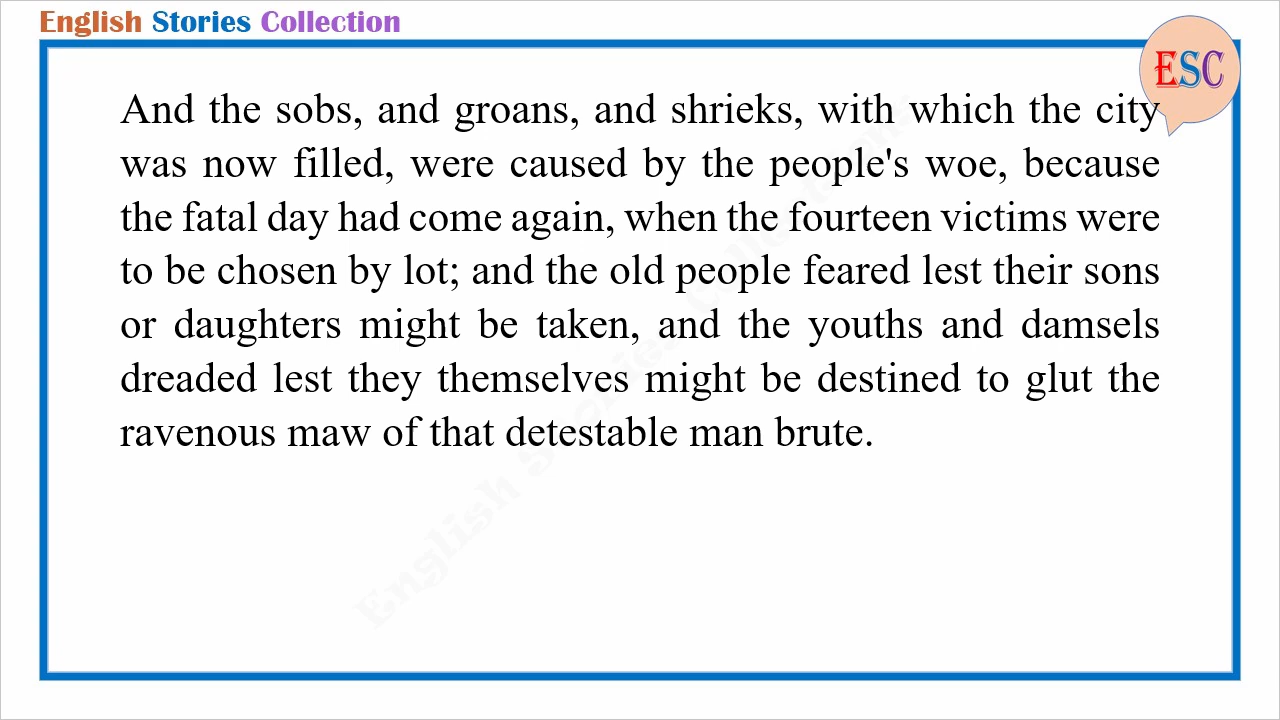 English Stories Collection
ESC
And the sobs, and groans, and shrieks, with which the city
was now filled, were caused by the people's woe, because
the fatal day had come again, when the fourteen victims were
to be chosen by lot; and the old people feared lest their sons
or daughters might be taken, and the youths and damsels
dreaded lest they themselves might be destined to glut the
ravenous maw of that detestable man brute.
English Stories Collections